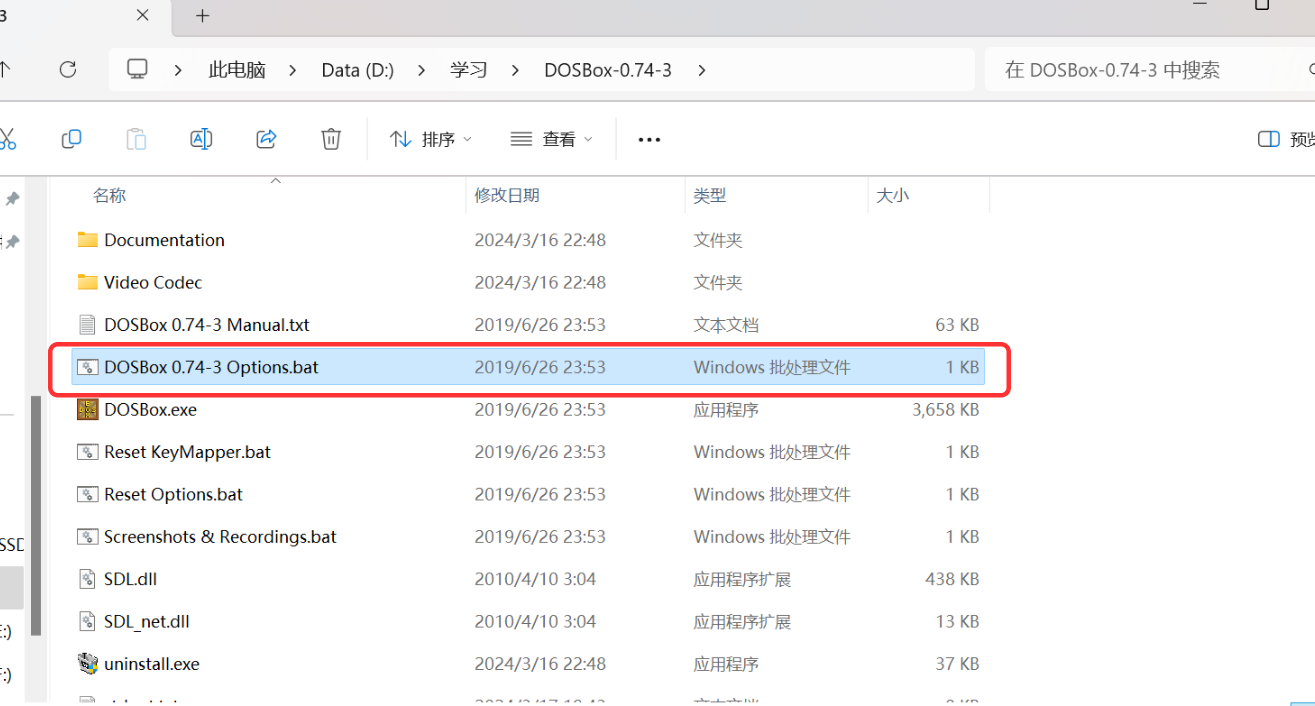 3
此电脑 Data (D:) 学习 DOSBox-0.74-3 在 DOSBox-0.74-3 中搜索
排序 查看 预览
名称 修改日期 类型 大小
Documentation 2024/3/16 22:48 文件夹
Video Codec 2024/3/16 22:48 文件夹
DOSBox 0.74-3 Manual.txt 2019/6/26 23:53 文本文档 63 KB
DOSBox 0.74-3 Options.bat 2019/6/26 23:53 Windows 批处理文件 1 KB
DOSBox.exe 2019/6/26 23:53 应用程序 3,658 KB
Reset KeyMapper.bat 2019/6/26 23:53 Windows 批处理文件 1 KB
Reset Options.bat 2019/6/26 23:53 Windows 批处理文件 1 KB
Screenshots & Recordings.bat 2019/6/26 23:53 Windows 批处理文件 1 KB
SSD
SDL.dll 2010/4/10 3:04 应用程序扩展 438 KB
SDL_net.dll 2010/4/10 3:04 应用程序扩展 13 KB
:)
uninstall.exe 2024/3/16 22:48 应用程序 37 KB
:)